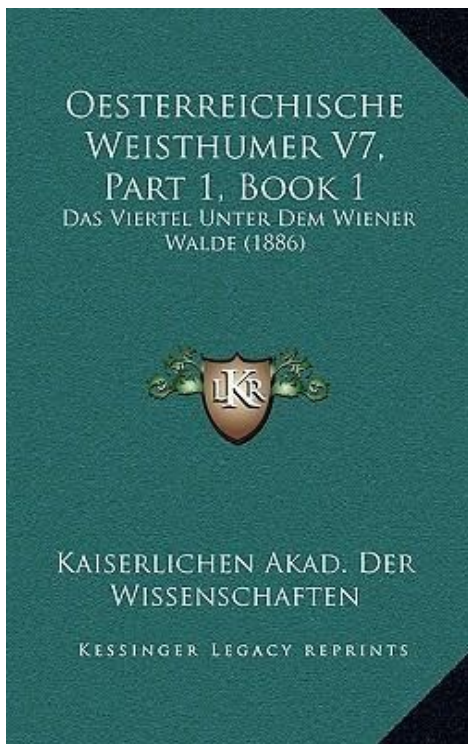 Oesterreichische
Weisthumer V7,
Part 1, Book 1
Das Viertel Unter Dem Wiener
Walde (1886)
LKR
Kaiserlichen Akad. Der
Wissenschaften
Kessinger Legacy reprints